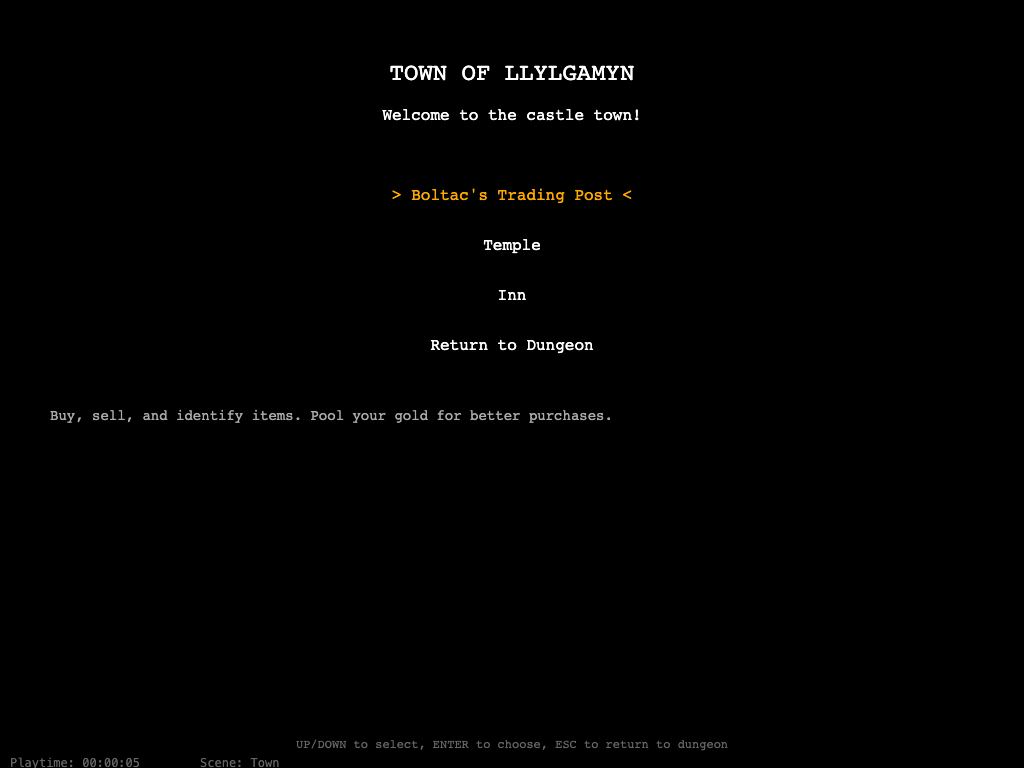 TOWN OF LLYLGAMYN
Welcome to the castle town!
> Boltac's Trading Post <
Temple
Inn
Return to Dungeon
Buy, sell, and identify items. Pool your gold for better purchases.
UP/DOWN to select, ENTER to choose, ESC to return to dungeon
Playtime: 00:00:05 Scene: Town